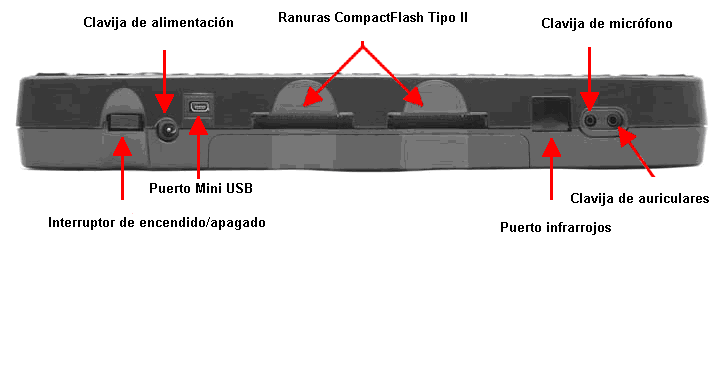 Clavija de alimentación
Ranuras CompactFlash Tipo II
Clavija de micrófono
Puerto Mini USB
Clavija de auriculares
Interruptor de encendido/apagado
Puerto infrarrojos